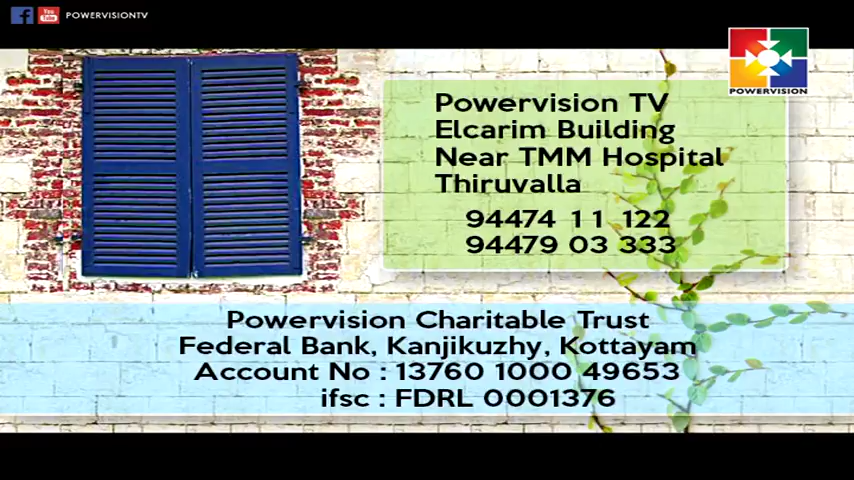 POWERVISIONTV
POWERVISION
Powervision TV
Elcarim Building
Near TMM Hospital
Thiruvalla
94474 11 122
94479 03 333
Powervision Charitable Trust
Federal Bank, Kanjikuzhy, Kottayam
Account No : 13760 1000 49653
ifsc : FDRL 0001376